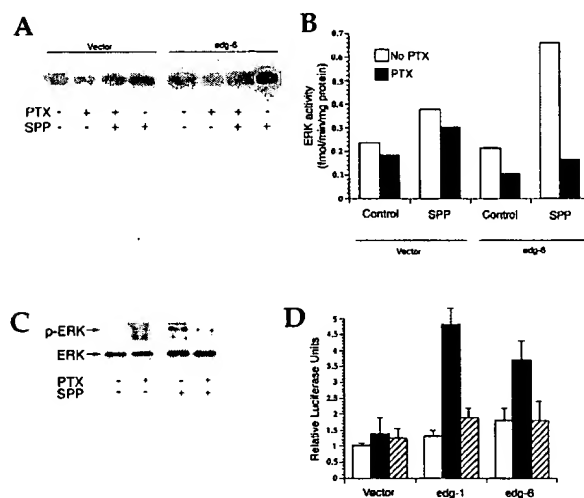 A
Vector
edg-6
PTX - + + - - + + -
SPP - - + + - - + +
B
No PTX
PTX
ERK activity
(fmol/min/mg protein)
0.7
0.6
0.5
0.4
0.3
0.2
0.1
0
Control SPP Control SPP
Vector edg-6
C
p-ERK
ERK
PTX - + - +
SPP - - + +
D
Relative Luciferase Units
5
4.5
4
3.5
3
2.5
2
1.5
1
0.5
0
Vector edg-1 edg-6